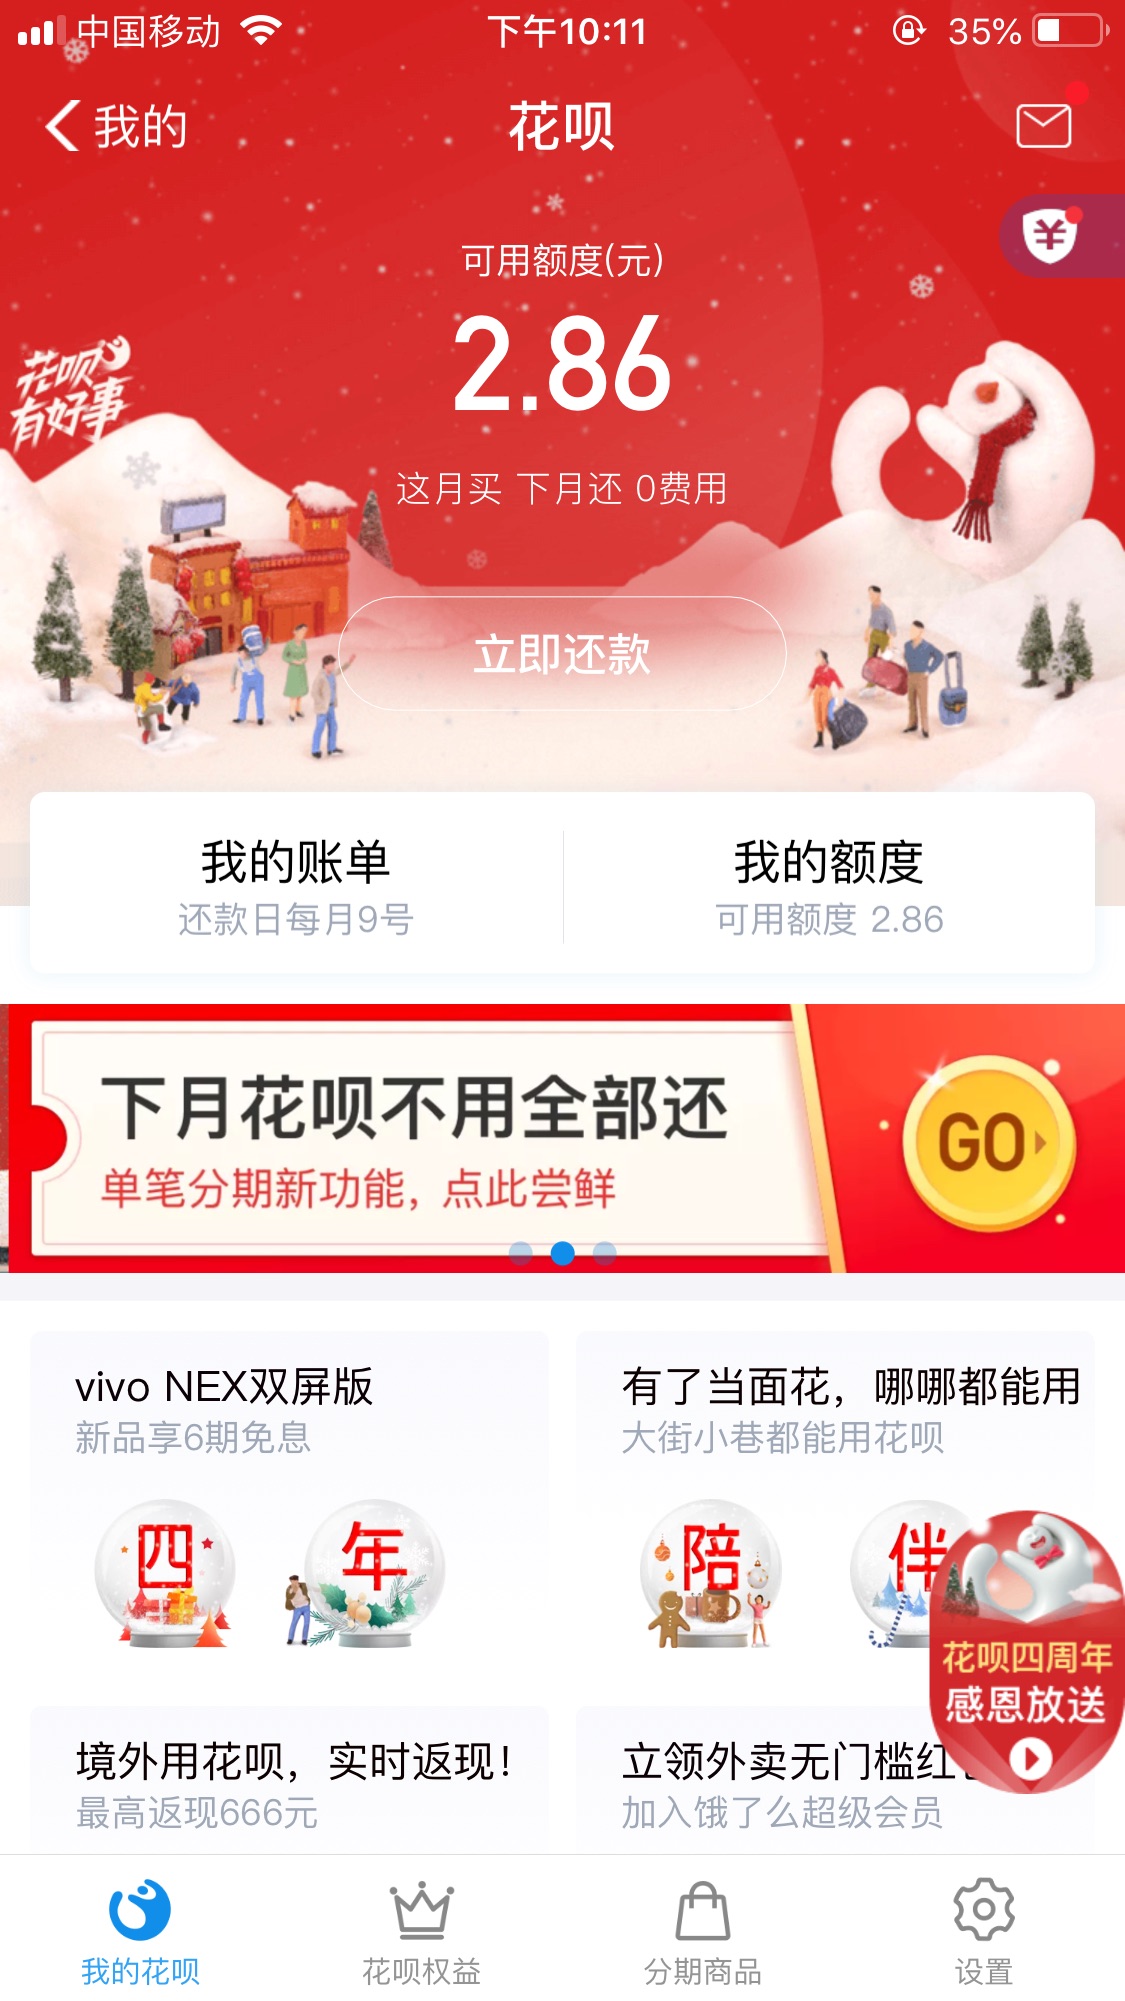 中国移动
下午10:11
35%
我的
花呗
¥
可用额度(元)
2.86
花呗
有好事
这月买 下月还 0费用
立即还款
我的账单
我的额度
还款日每月9号
可用额度 2.86
下月花呗不用全部还
单笔分期新功能，点此尝鲜
GO
vivo NEX双屏版
新品享6期免息
有了当面花，哪哪都能用
大街小巷都能用花呗
四
年
陪
伴
花呗四周年
感恩放送
境外用花呗，实时返现！
最高返现666元
立领外卖无门槛红
加入饿了么超级会员
我的花呗
花呗权益
分期商品
设置